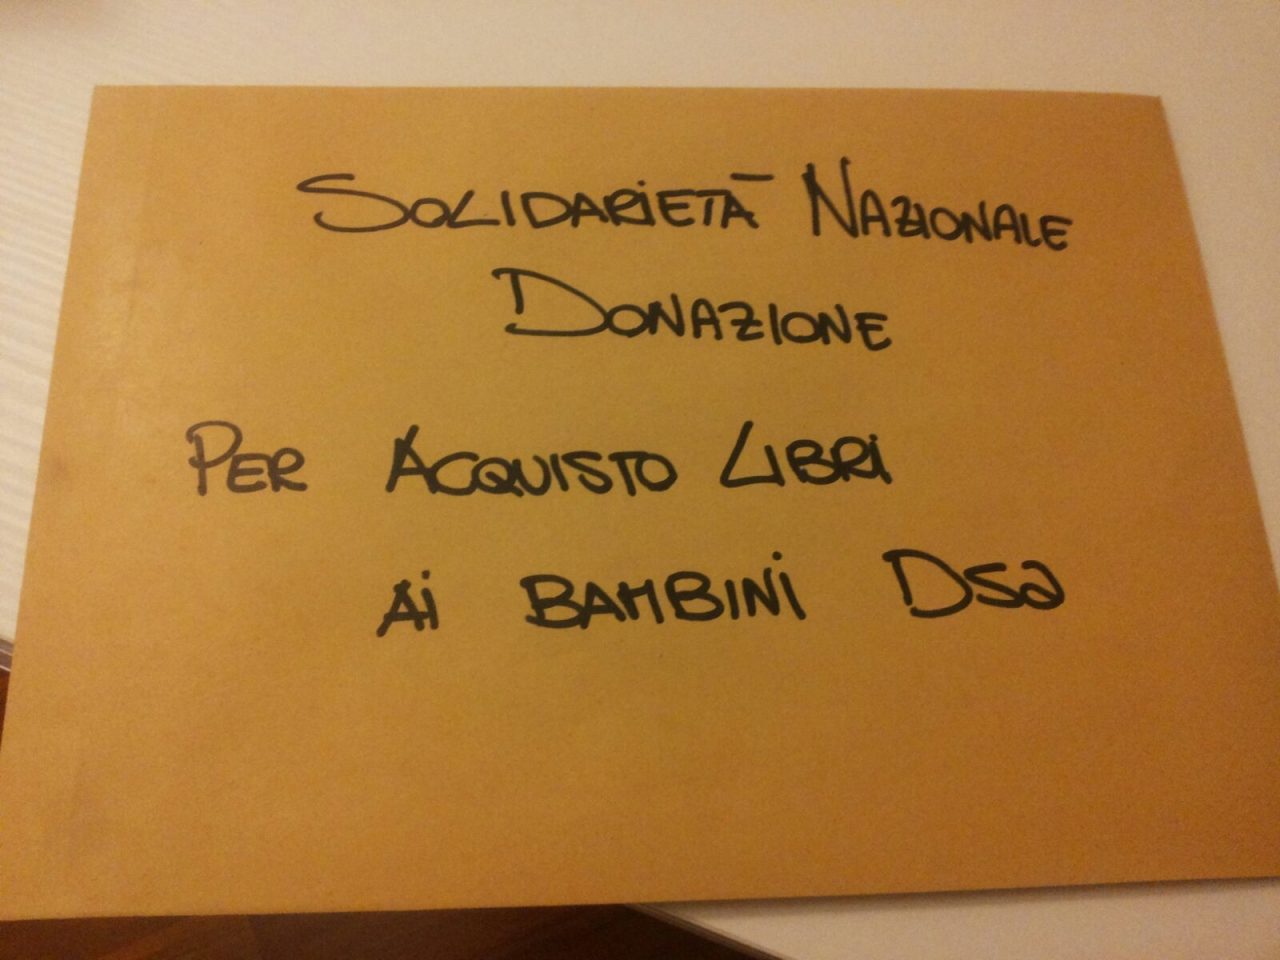 SOLIDARIETÀ NAZIONALE
DONAZIONE
PER ACQUISTO LIBRI
Ai BAMBINi DSa